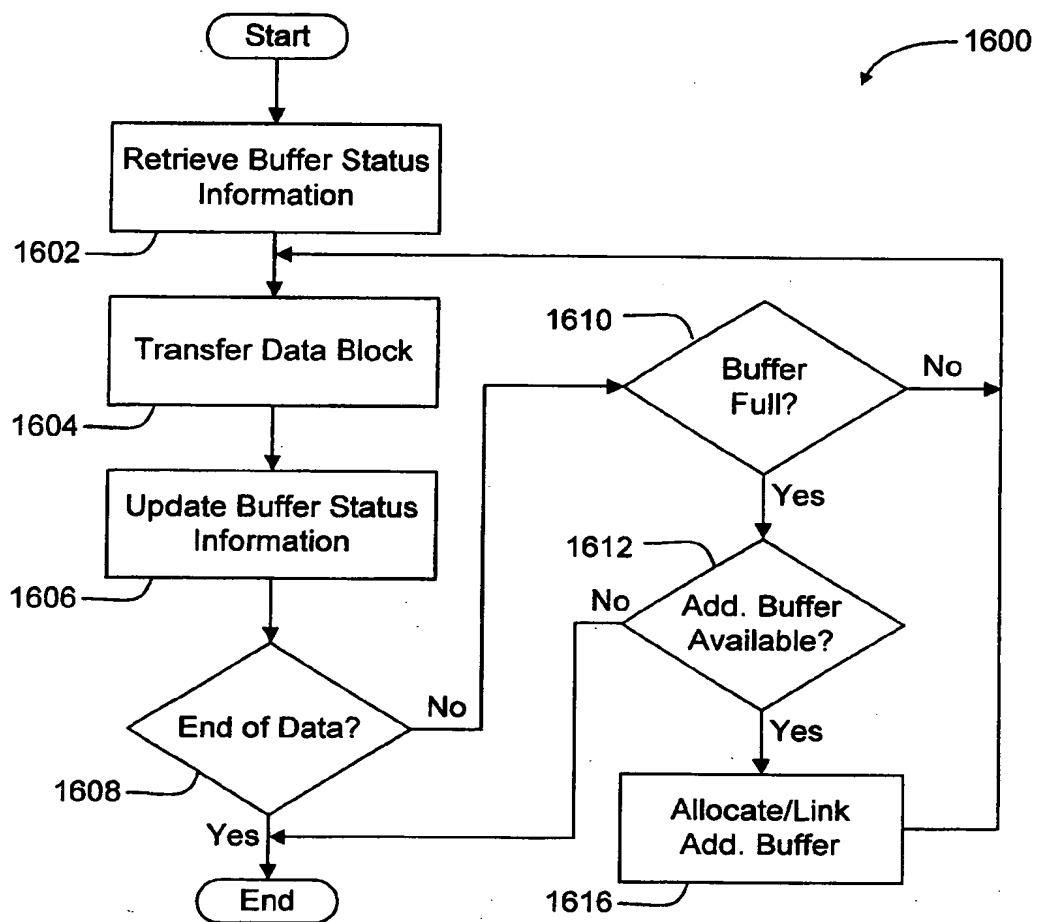 Start
1600
Retrieve Buffer Status
Information
1602
Transfer Data Block
1604
Update Buffer Status
Information
1606
End of Data?
No
1608
Yes
End
1610
Buffer
Full?
No
Yes
1612
No
Add. Buffer
Available?
Yes
Allocate/Link
Add. Buffer
1616